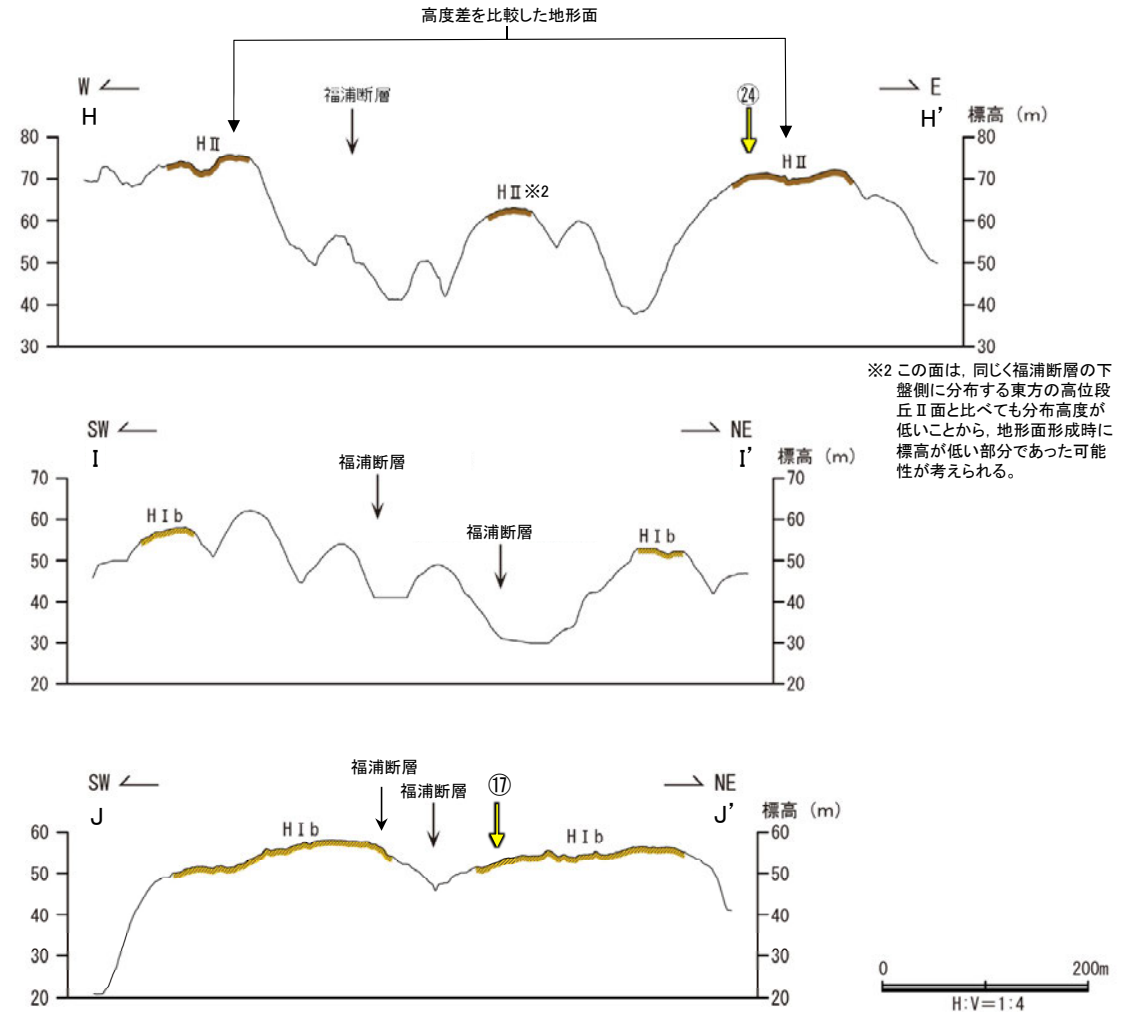 高度差を比較した地形面
W
E
H
H'
福浦断層
㉔
標高 (m)
80
70
60
50
40
30
80
70
60
50
40
30
HⅡ
HⅡ※2
HⅡ
※2 この面は，同じく福浦断層の下
盤側に分布する東方の高位段
丘Ⅱ面と比べても分布高度が
低いことから，地形面形成時に
標高が低い部分であった可能
性が考えられる。
SW
NE
I
I'
福浦断層
福浦断層
標高 (m)
70
60
50
40
30
20
70
60
50
40
30
20
HⅠb
HⅠb
SW
NE
J
J'
福浦断層
福浦断層
⑰
標高 (m)
60
50
40
30
20
60
50
40
30
20
HⅠb
HⅠb
0 200m
H:V=1:4